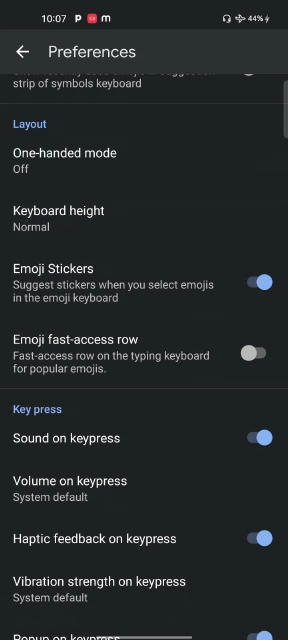 10:07 P m 44%
Preferences
strip of symbols keyboard
Layout
One-handed mode
Off
Keyboard height
Normal
Emoji Stickers
Suggest stickers when you select emojis
in the emoji keyboard
Emoji fast-access row
Fast-access row on the typing keyboard
for popular emojis.
Key press
Sound on keypress
Volume on keypress
System default
Haptic feedback on keypress
Vibration strength on keypress
System default
Popup on keypress